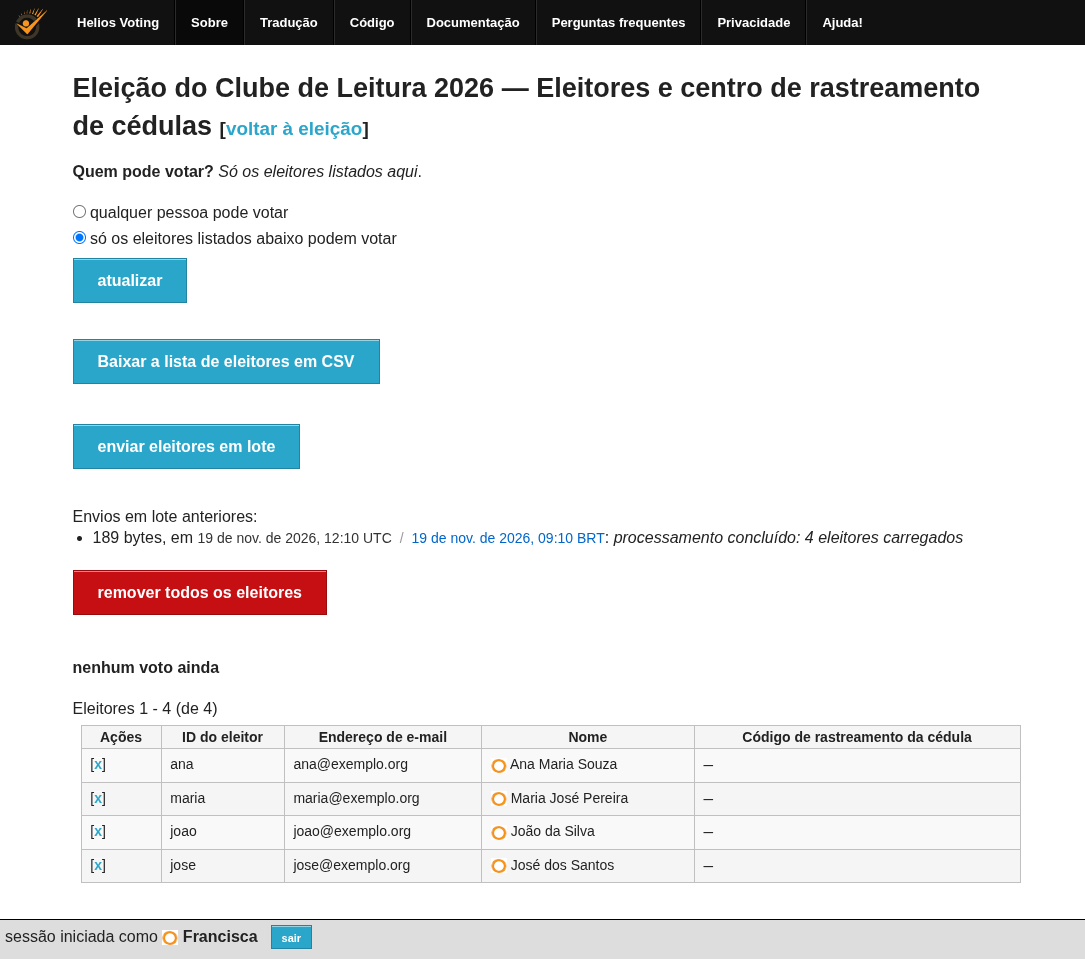 Helios Voting Sobre Tradução Código Documentação Perguntas frequentes Privacidade Ajuda!
Eleição do Clube de Leitura 2026 — Eleitores e centro de rastreamento
de cédulas [voltar à eleição]
Quem pode votar? Só os eleitores listados aqui.
qualquer pessoa pode votar
só os eleitores listados abaixo podem votar
atualizar
Baixar a lista de eleitores em CSV
enviar eleitores em lote
Envios em lote anteriores:
• 189 bytes, em 19 de nov. de 2026, 12:10 UTC / 19 de nov. de 2026, 09:10 BRT: processamento concluído: 4 eleitores carregados
remover todos os eleitores
nenhum voto ainda
Eleitores 1 - 4 (de 4)
Ações ID do eleitor Endereço de e-mail Nome Código de rastreamento da cédula
[x] ana ana@exemplo.org Ana Maria Souza –
[x] maria maria@exemplo.org Maria José Pereira –
[x] joao joao@exemplo.org João da Silva –
[x] jose jose@exemplo.org José dos Santos –
sessão iniciada como Francisca sair